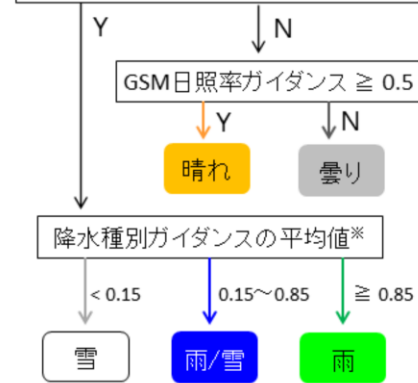 Y
N
GSM日照率ガイダンス ≧ 0.5
Y
N
晴れ
曇り
降水種別ガイダンスの平均値※
< 0.15
0.15～0.85
≧ 0.85
雪
雨/雪
雨